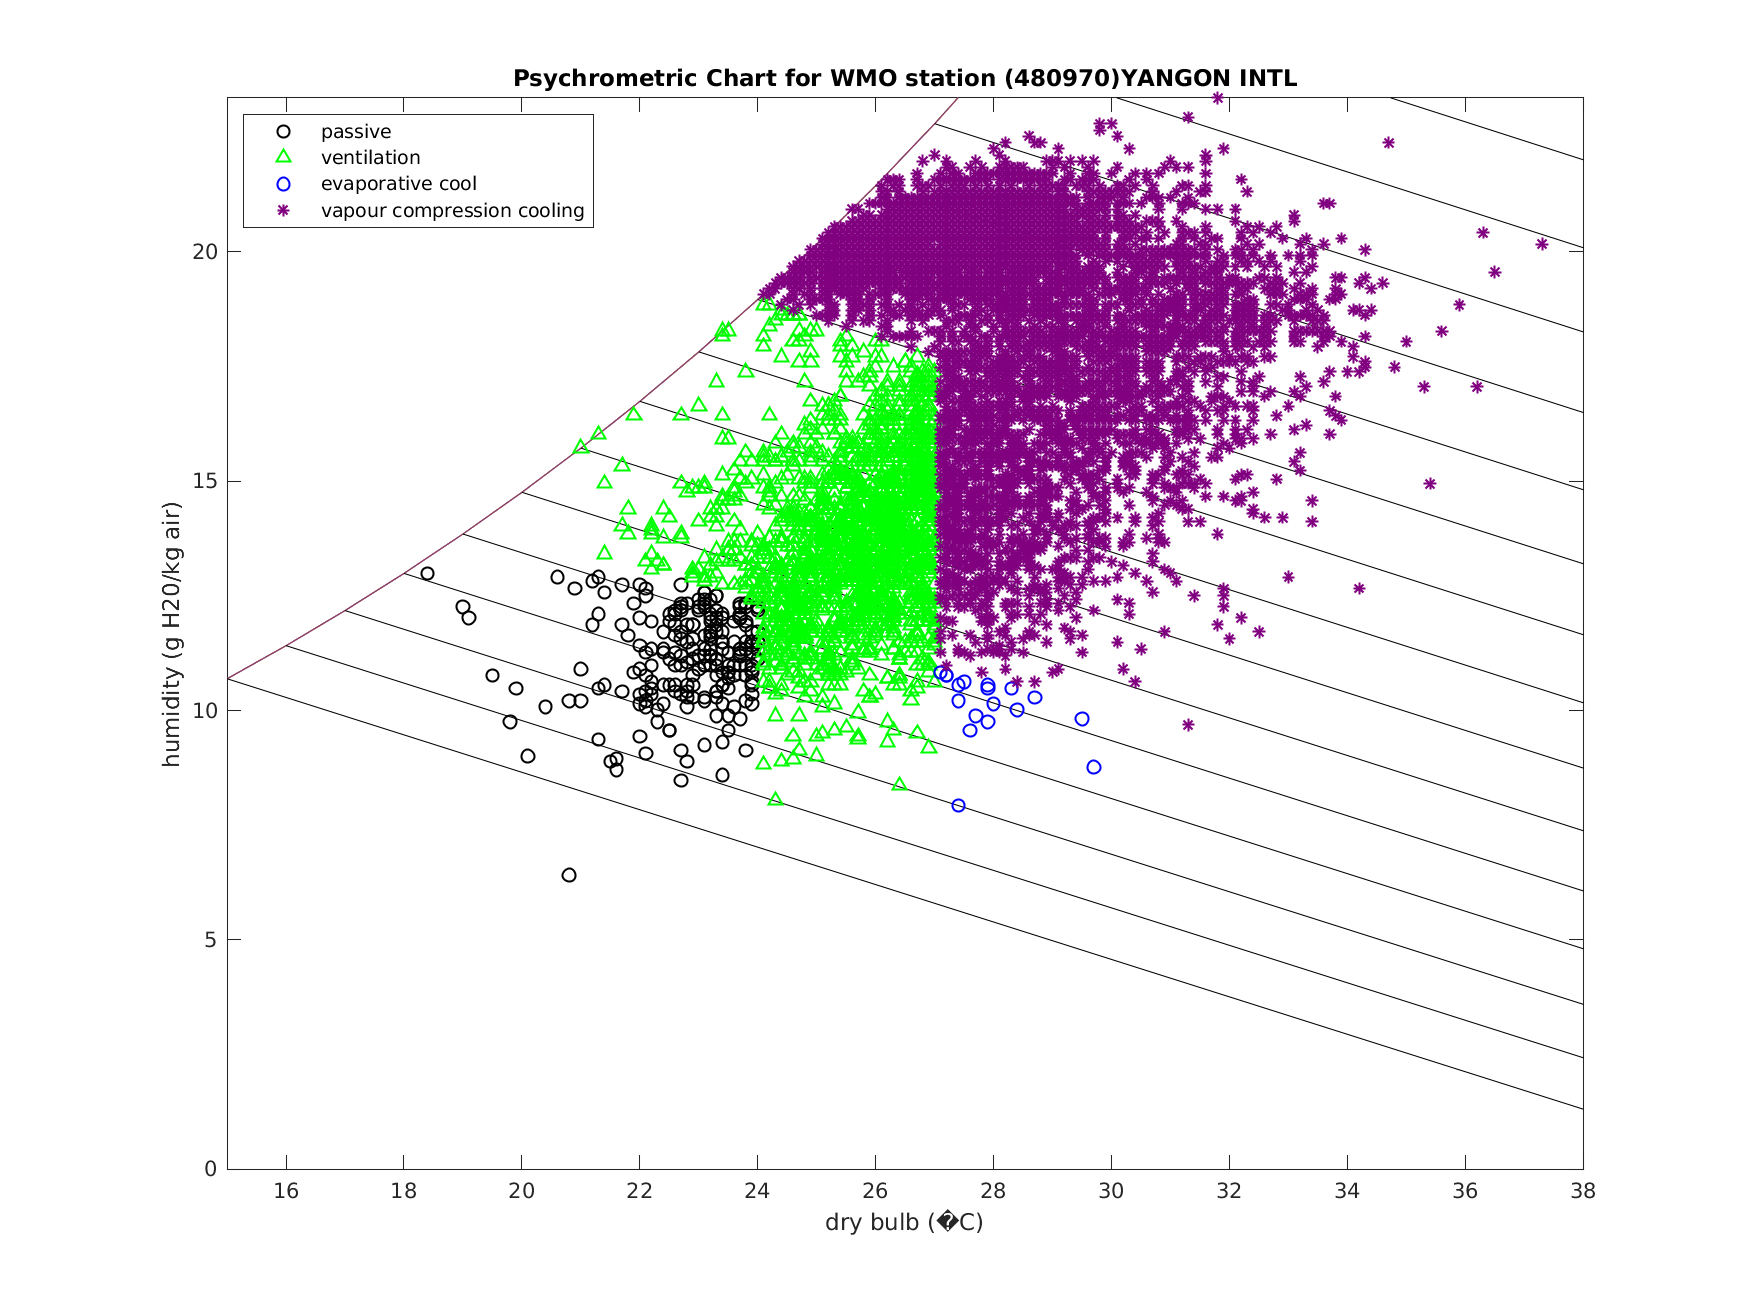 Psychrometric Chart for WMO station (480970)YANGON INTL
passive
ventilation
evaporative cool
vapour compression cooling
humidity (g H20/kg air)
20
15
10
5
0
16 18 20 22 24 26 28 30 32 34 36 38
dry bulb (�C)